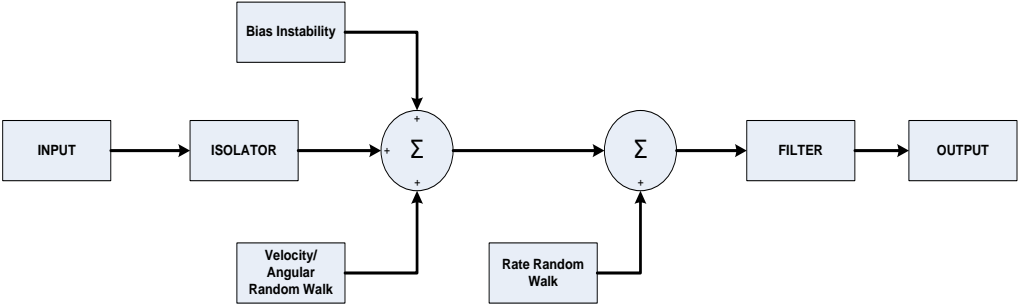 Bias Instability
+
INPUT
ISOLATOR
+
Σ
+
Σ
+
FILTER
OUTPUT
Velocity/
Angular
Random Walk
Rate Random
Walk